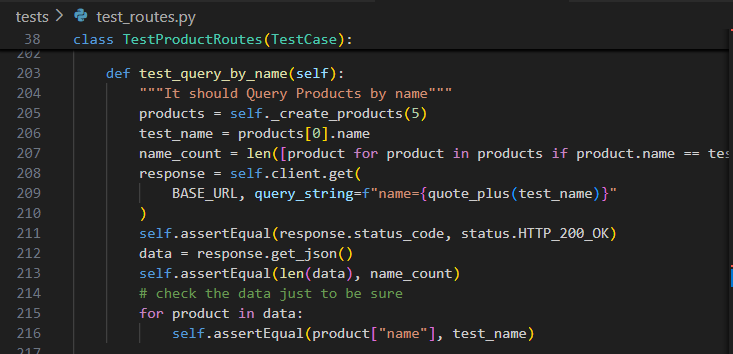 tests > test_routes.py
38 class TestProductRoutes(TestCase):
202
203 def test_query_by_name(self):
204 """It should Query Products by name"""
205 products = self._create_products(5)
206 test_name = products[0].name
207 name_count = len([product for product in products if product.name == tes
208 response = self.client.get(
209 BASE_URL, query_string=f"name={quote_plus(test_name)}"
210 )
211 self.assertEqual(response.status_code, status.HTTP_200_OK)
212 data = response.get_json()
213 self.assertEqual(len(data), name_count)
214 # check the data just to be sure
215 for product in data:
216 self.assertEqual(product["name"], test_name)
217